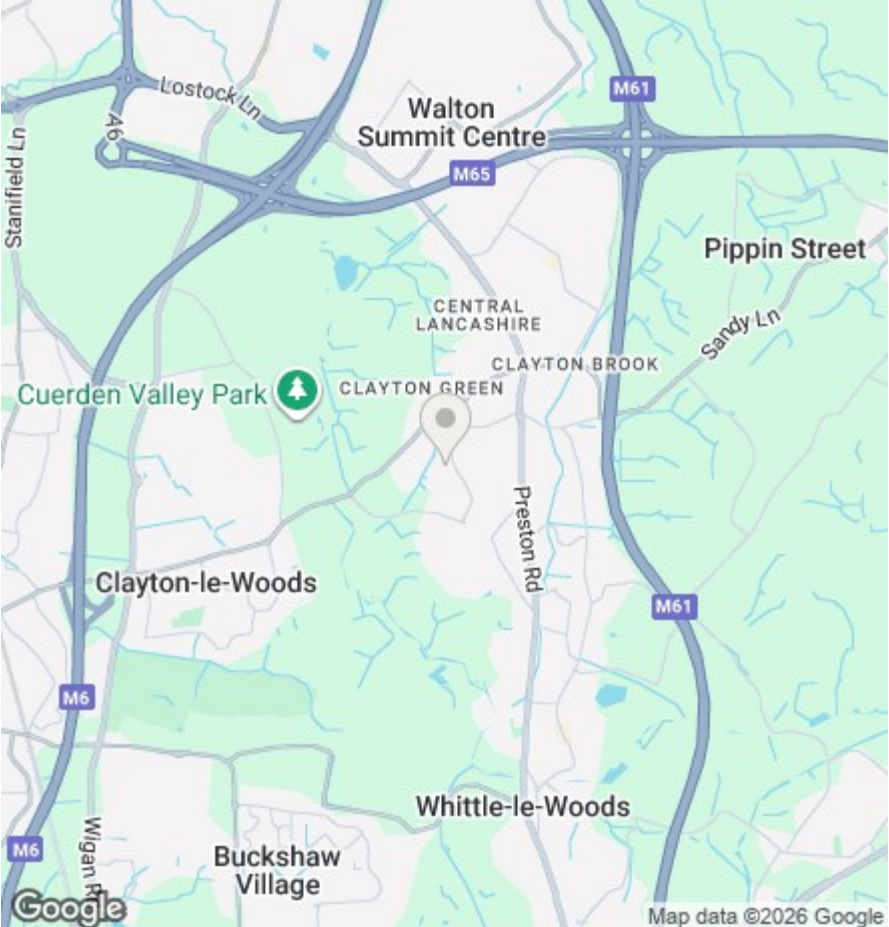 M61
Lostock Ln
Walton
Summit Centre
A6
M65
Stanifield Ln
Pippin Street
CENTRAL
LANCASHIRE
Sandy Ln
CLAYTON BROOK
Cuerden Valley Park
CLAYTON GREEN
Preston Rd
Clayton-le-Woods
M61
M6
Whittle-le-Woods
M6
Wigan Rd
Buckshaw
Village
Google
Map data ©2026 Google